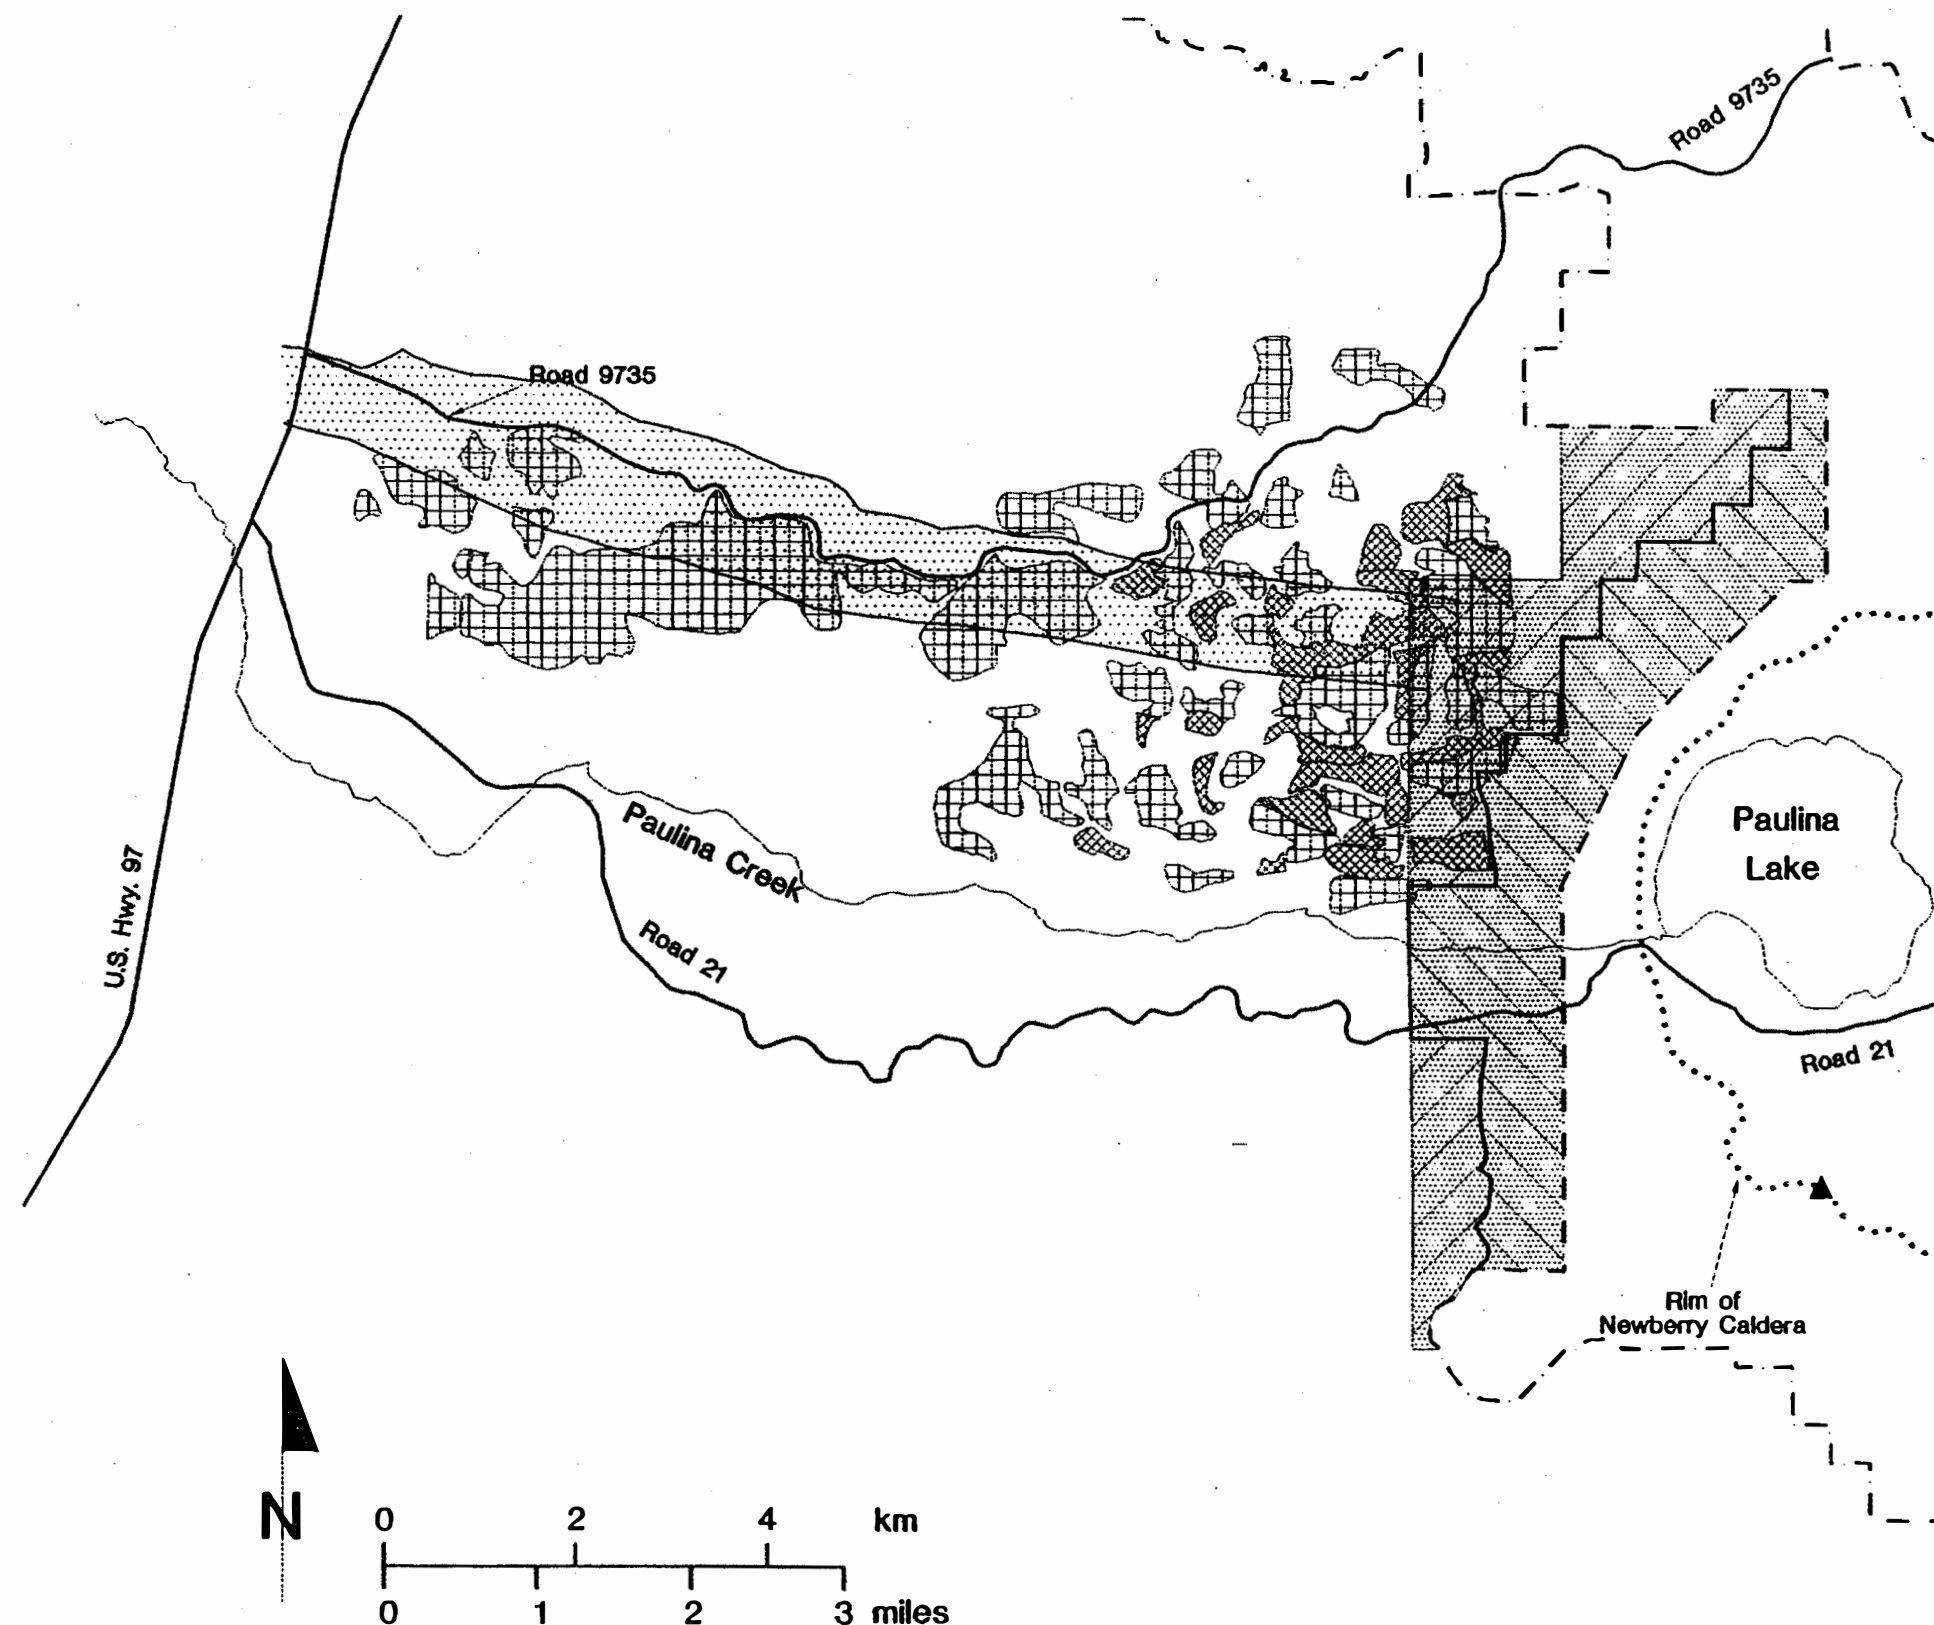 Road 9735
Road 9735
Paulina Creek
Paulina
Lake
U.S. Hwy. 97
Road 21
Road 21
Rim of
Newberry Caldera
N
0 2 4 km
0 1 2 3 miles